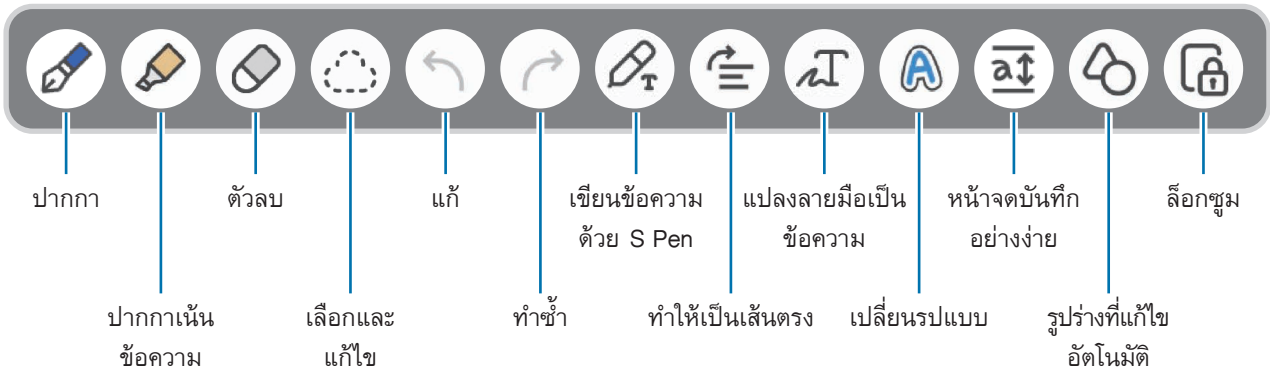 ปากกา
ตัวลบ
แก้
เขียนข้อความ
ด้วย S Pen
แปลงลายมือเป็น
ข้อความ
หน้าจดบันทึก
อย่างง่าย
ล็อกซูม
ปากกาเน้น
ข้อความ
เลือกและ
แก้ไข
ทำซ้ำ
ทำให้เป็นเส้นตรง
เปลี่ยนรปแบบ
รูปร่างที่แก้ไข
อัตโนมัติ